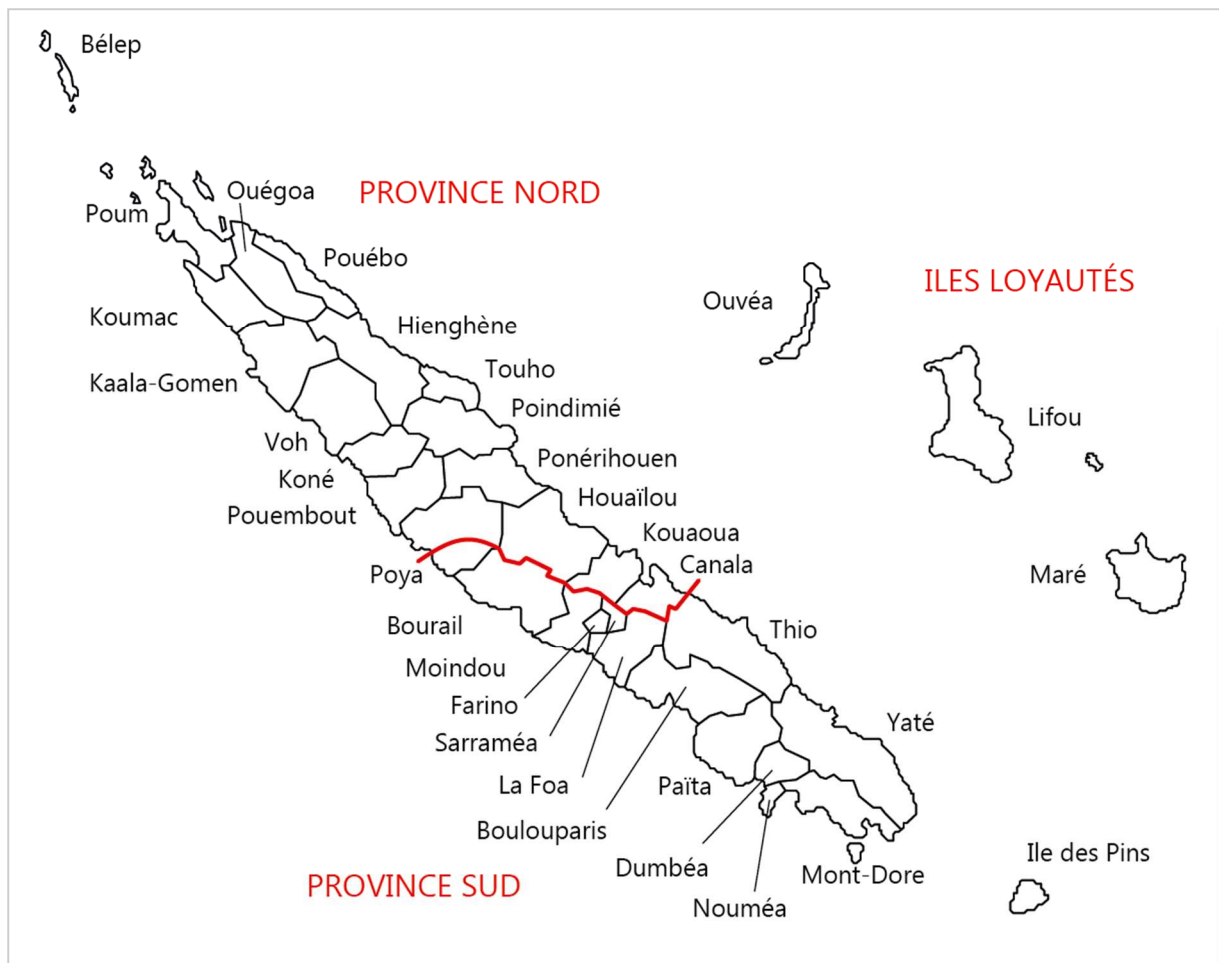 Bélep
Ouégoa
PROVINCE NORD
Poum
Pouébo
ILES LOYAUTÉS
Ouvéa
Koumac
Hienghène
Kaala-Gomen
Touho
Poindimié
Lifou
Voh
Ponérihouen
Koné
Houaïlou
Pouembout
Kouaoua
Canala
Poya
Maré
Bourail
Thio
Moindou
Farino
Yaté
Sarraméa
La Foa
Païta
Boulouparis
Ile des Pins
Dumbéa
Mont-Dore
PROVINCE SUD
Nouméa